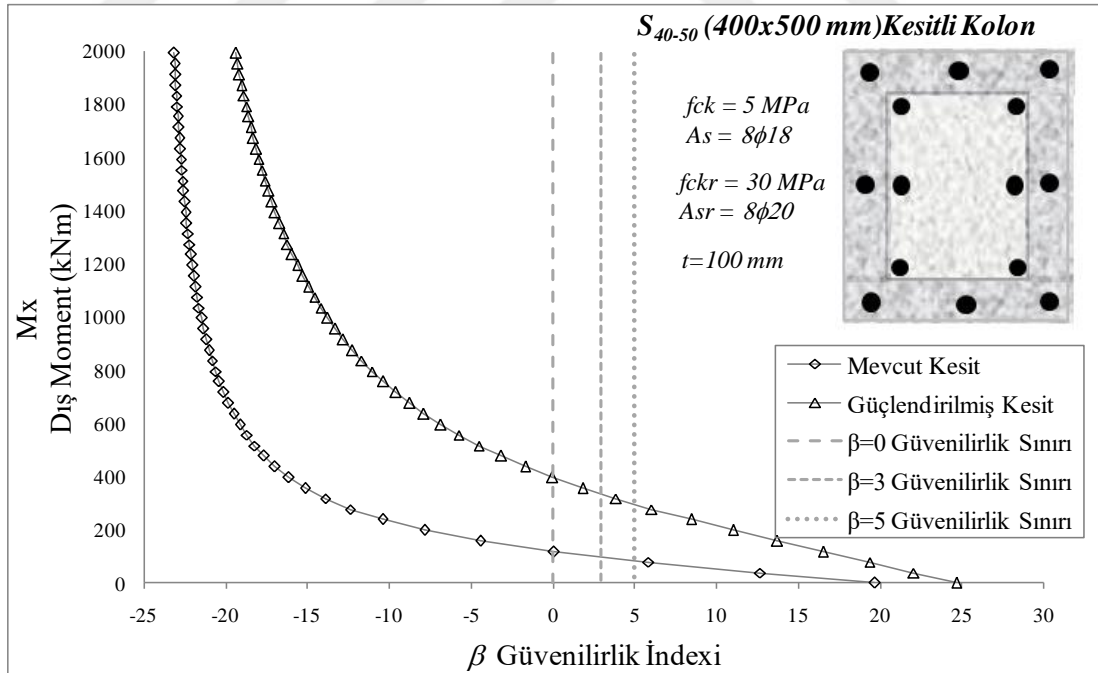 S40-50 (400x500 mm)Kesitli Kolon
fck = 5 MPa
As = 8ϕ18
fckr = 30 MPa
Asr = 8ϕ20
t=100 mm
Mx
Dış Moment (kNm)
2000
1800
1600
1400
1200
1000
800
600
400
200
0
Mevcut Kesit
Güçlendirilmiş Kesit
β=0 Güvenilirlik Sınırı
β=3 Güvenilirlik Sınırı
β=5 Güvenilirlik Sınırı
-25 -20 -15 -10 -5 0 5 10 15 20 25 30
β Güvenilirlik İndexi